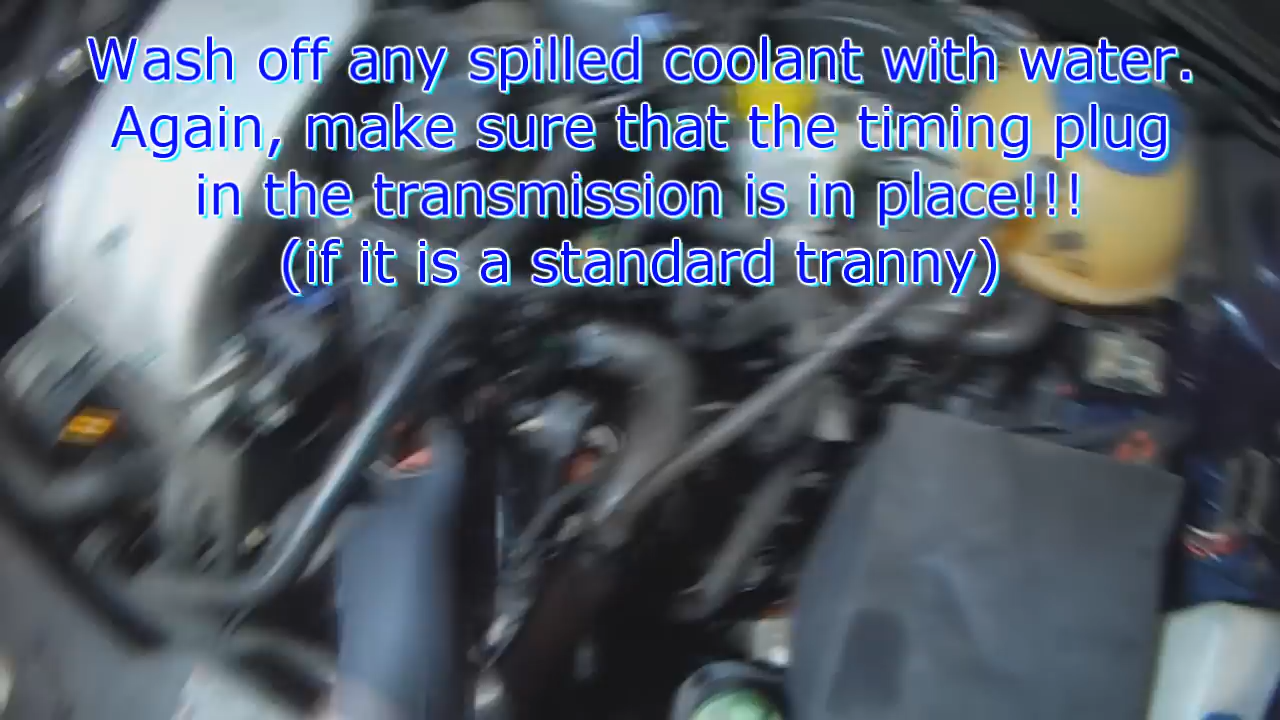 Wash off any spilled coolant with water.
Again, make sure that the timing plug
in the transmission is in place!!!
(if it is a standard tranny)